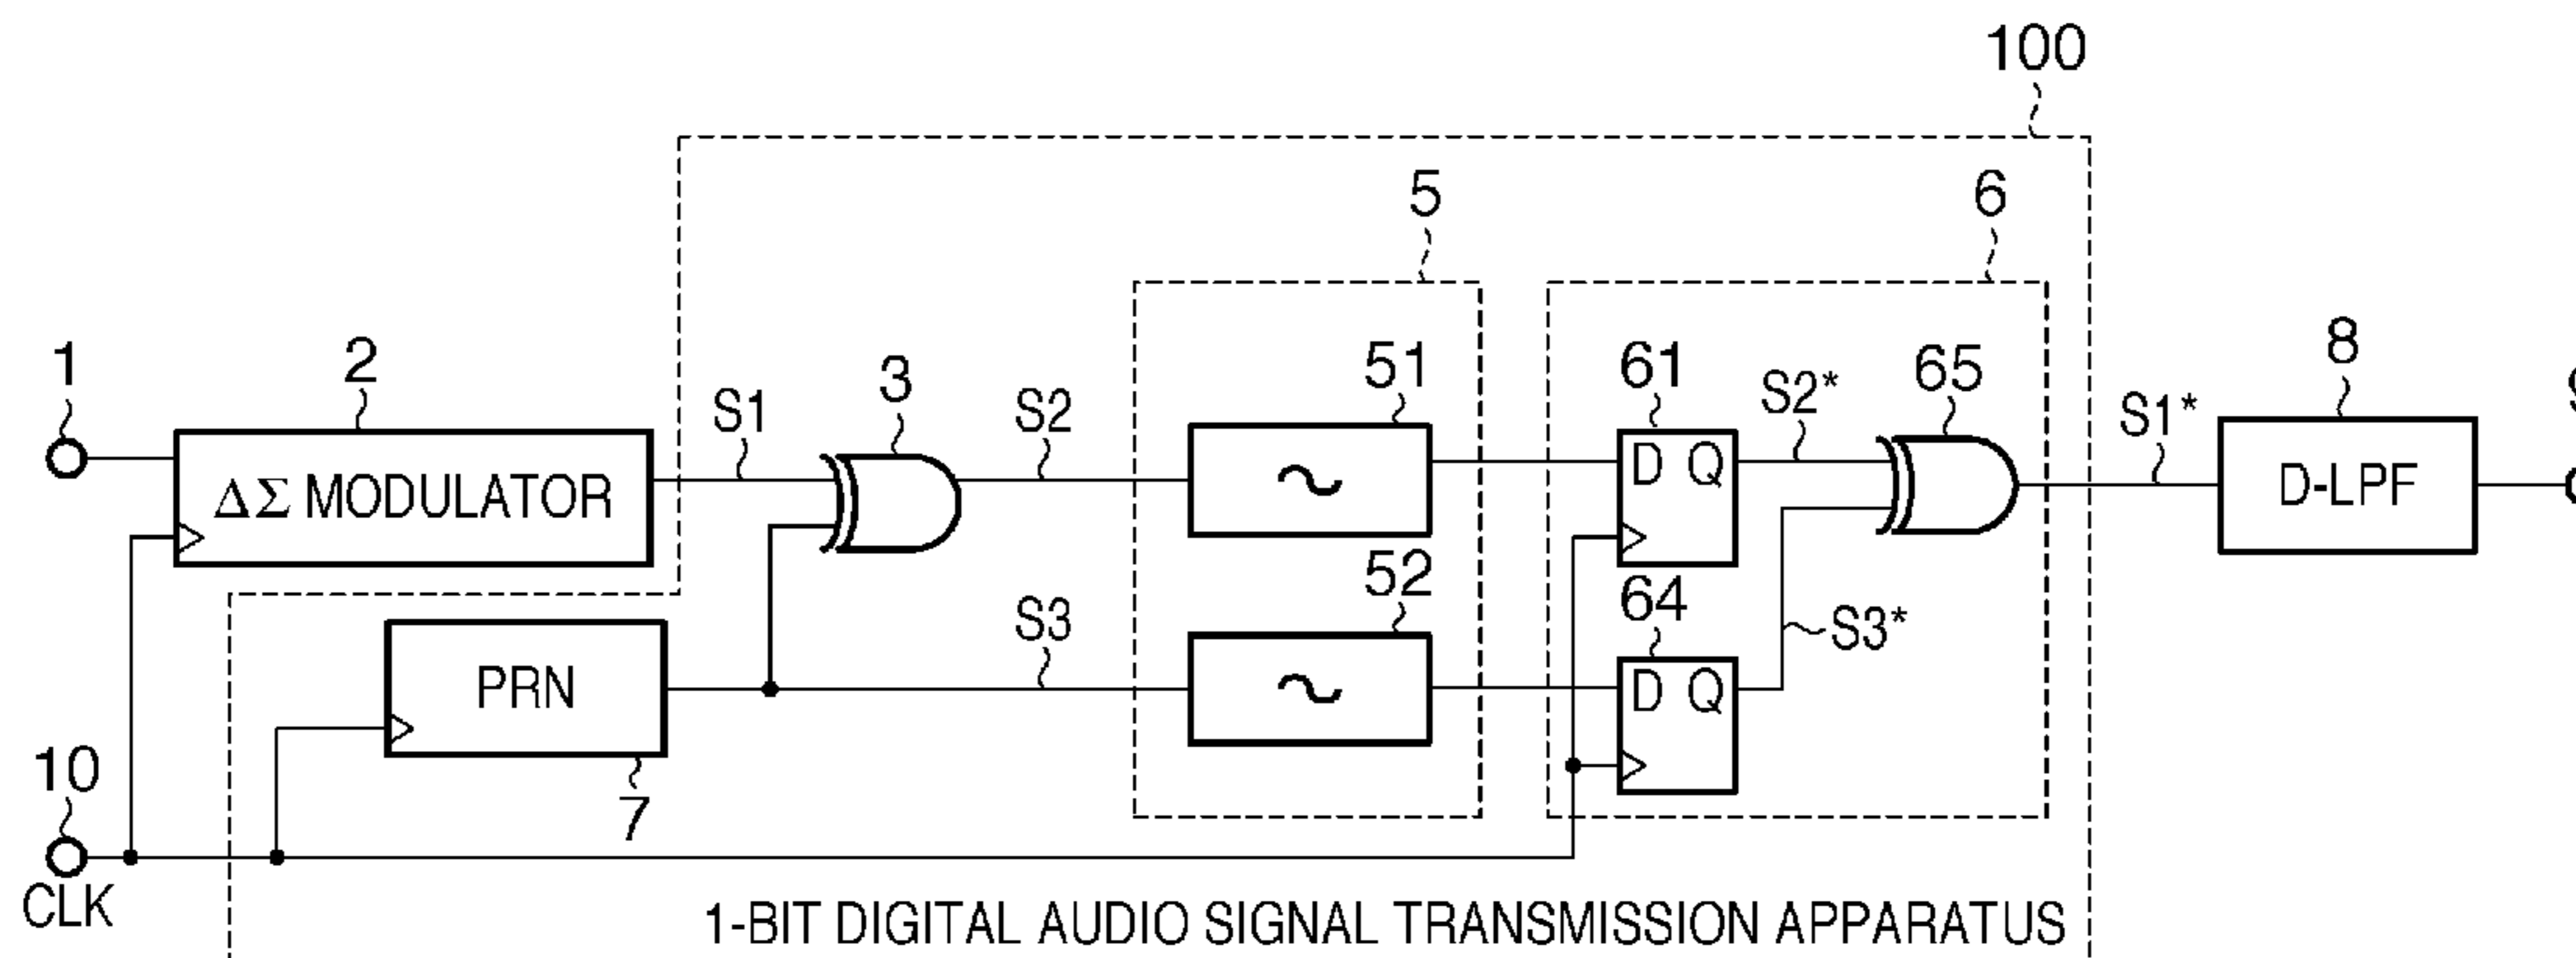 100
5
6
1
2
S1
3
S2
51
61
S2*
65
S1*
8
ΔΣ MODULATOR
D Q
D-LPF
52
64
S3
S3*
PRN
D Q
10
7
CLK
1-BIT DIGITAL AUDIO SIGNAL TRANSMISSION APPARATUS